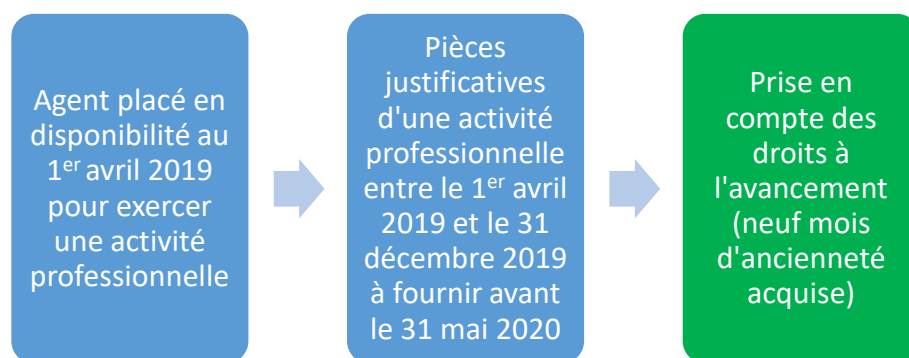 Agent placé en
disponibilité au
1er avril 2019
pour exercer
une activité
professionnelle
Pièces
justificatives
d'une activité
professionnelle
entre le 1er avril
2019 et le 31
décembre 2019
à fournir avant
le 31 mai 2020
Prise en
compte des
droits à
l'avancement
(neuf mois
d'ancienneté
acquise)